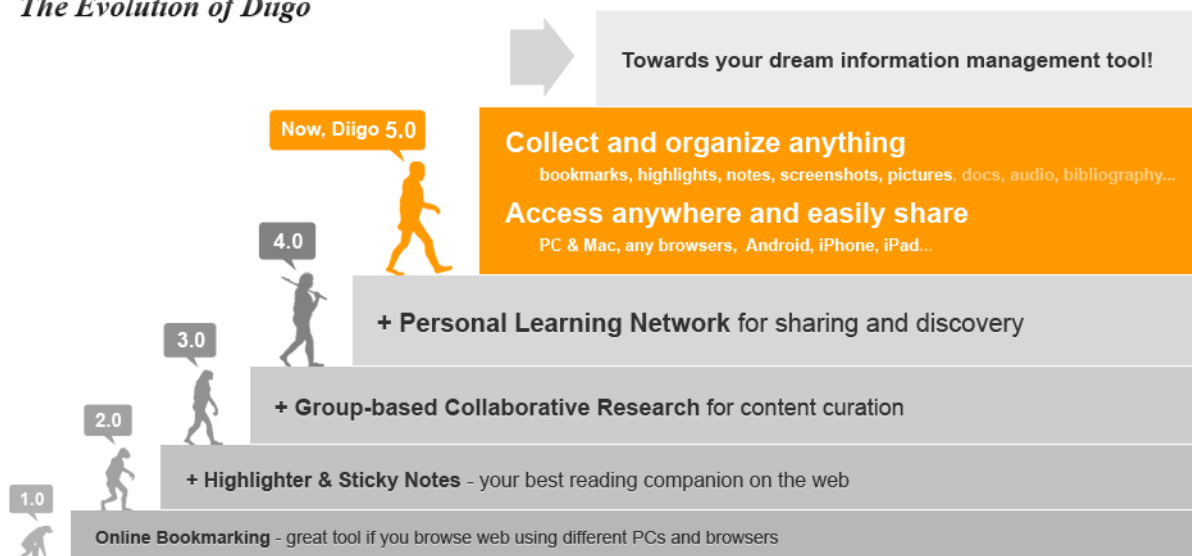 The Evolution of Diigo
Towards your dream information management tool!
Now, Diigo 5.0
Collect and organize anything
bookmarks, highlights, notes, screenshots, pictures, docs, audio, bibliography...
Access anywhere and easily share
PC & Mac, any browsers, Android, iPhone, iPad...
4.0
+ Personal Learning Network for sharing and discovery
3.0
+ Group-based Collaborative Research for content curation
2.0
+ Highlighter & Sticky Notes - your best reading companion on the web
1.0
Online Bookmarking - great tool if you browse web using different PCs and browsers